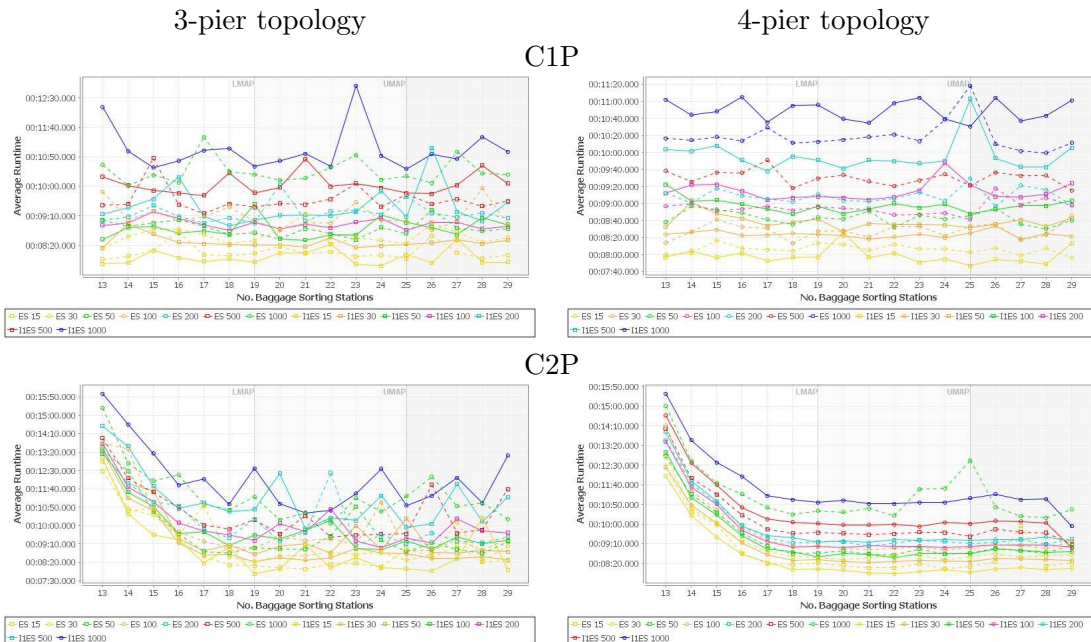 3-pier topology 4-pier topology
C1P
LMAP UMAP
Average Runtime
00:12:30.000
00:11:40.000
00:10:50.000
00:10:00.000
00:09:10.000
00:08:20.000
13 14 15 16 17 18 19 20 21 22 23 24 25 26 27 28 29
No. Baggage Sorting Stations
ES 15 ES 30 ES 50 ES 100 ES 200 ES 500 ES 1000 I1ES 15 I1ES 30 I1ES 50 I1ES 100 I1ES 200
I1ES 500 I1ES 1000
LMAP UMAP
Average Runtime
00:11:20.000
00:11:00.000
00:10:40.000
00:10:20.000
00:10:00.000
00:09:40.000
00:09:20.000
00:09:00.000
00:08:40.000
00:08:20.000
00:08:00.000
00:07:40.000
13 14 15 16 17 18 19 20 21 22 23 24 25 26 27 28 29
No. Baggage Sorting Stations
ES 15 ES 30 ES 50 ES 100 ES 200 ES 500 ES 1000 I1ES 15 I1ES 30 I1ES 50 I1ES 100 I1ES 200
I1ES 500 I1ES 1000
C2P
LMAP UMAP
Average Runtime
00:15:50.000
00:15:00.000
00:14:10.000
00:13:20.000
00:12:30.000
00:11:40.000
00:10:50.000
00:10:00.000
00:09:10.000
00:08:20.000
00:07:30.000
13 14 15 16 17 18 19 20 21 22 23 24 25 26 27 28 29
No. Baggage Sorting Stations
ES 15 ES 30 ES 50 ES 100 ES 200 ES 500 ES 1000 I1ES 15 I1ES 30 I1ES 50 I1ES 100 I1ES 200
I1ES 500 I1ES 1000
LMAP UMAP
Average Runtime
00:15:50.000
00:15:00.000
00:14:10.000
00:13:20.000
00:12:30.000
00:11:40.000
00:10:50.000
00:10:00.000
00:09:10.000
00:08:20.000
13 14 15 16 17 18 19 20 21 22 23 24 25 26 27 28 29
No. Baggage Sorting Stations
ES 15 ES 30 ES 50 ES 100 ES 200 ES 500 ES 1000 I1ES 15 I1ES 30 I1ES 50 I1ES 100 I1ES 200
I1ES 500 I1ES 1000